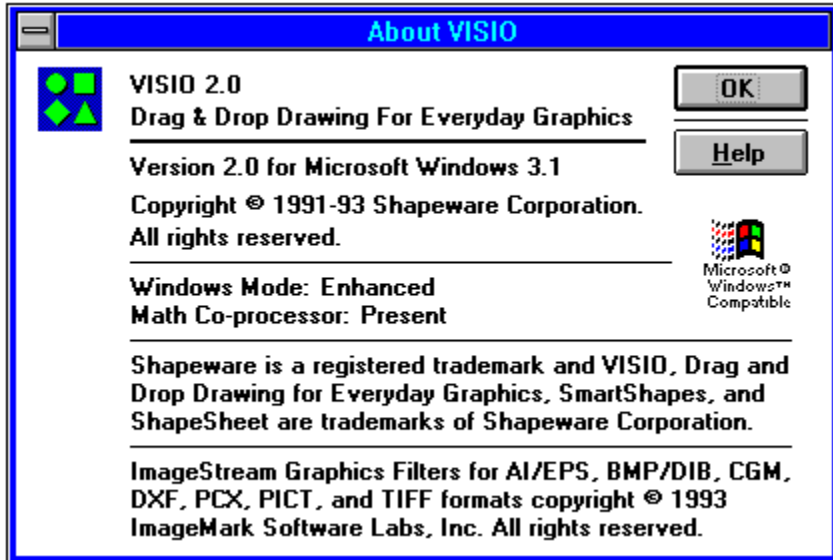 About VISIO
VISIO 2.0
Drag & Drop Drawing For Everyday Graphics
OK
Help
Version 2.0 for Microsoft Windows 3.1
Copyright © 1991-93 Shapeware Corporation.
All rights reserved.
Microsoft®
Windows™
Compatible
Windows Mode: Enhanced
Math Co-processor: Present
Shapeware is a registered trademark and VISIO, Drag and
Drop Drawing for Everyday Graphics, SmartShapes, and
ShapeSheet are trademarks of Shapeware Corporation.
ImageStream Graphics Filters for AI/EPS, BMP/DIB, CGM,
DXF, PCX, PICT, and TIFF formats copyright © 1993
ImageMark Software Labs, Inc. All rights reserved.